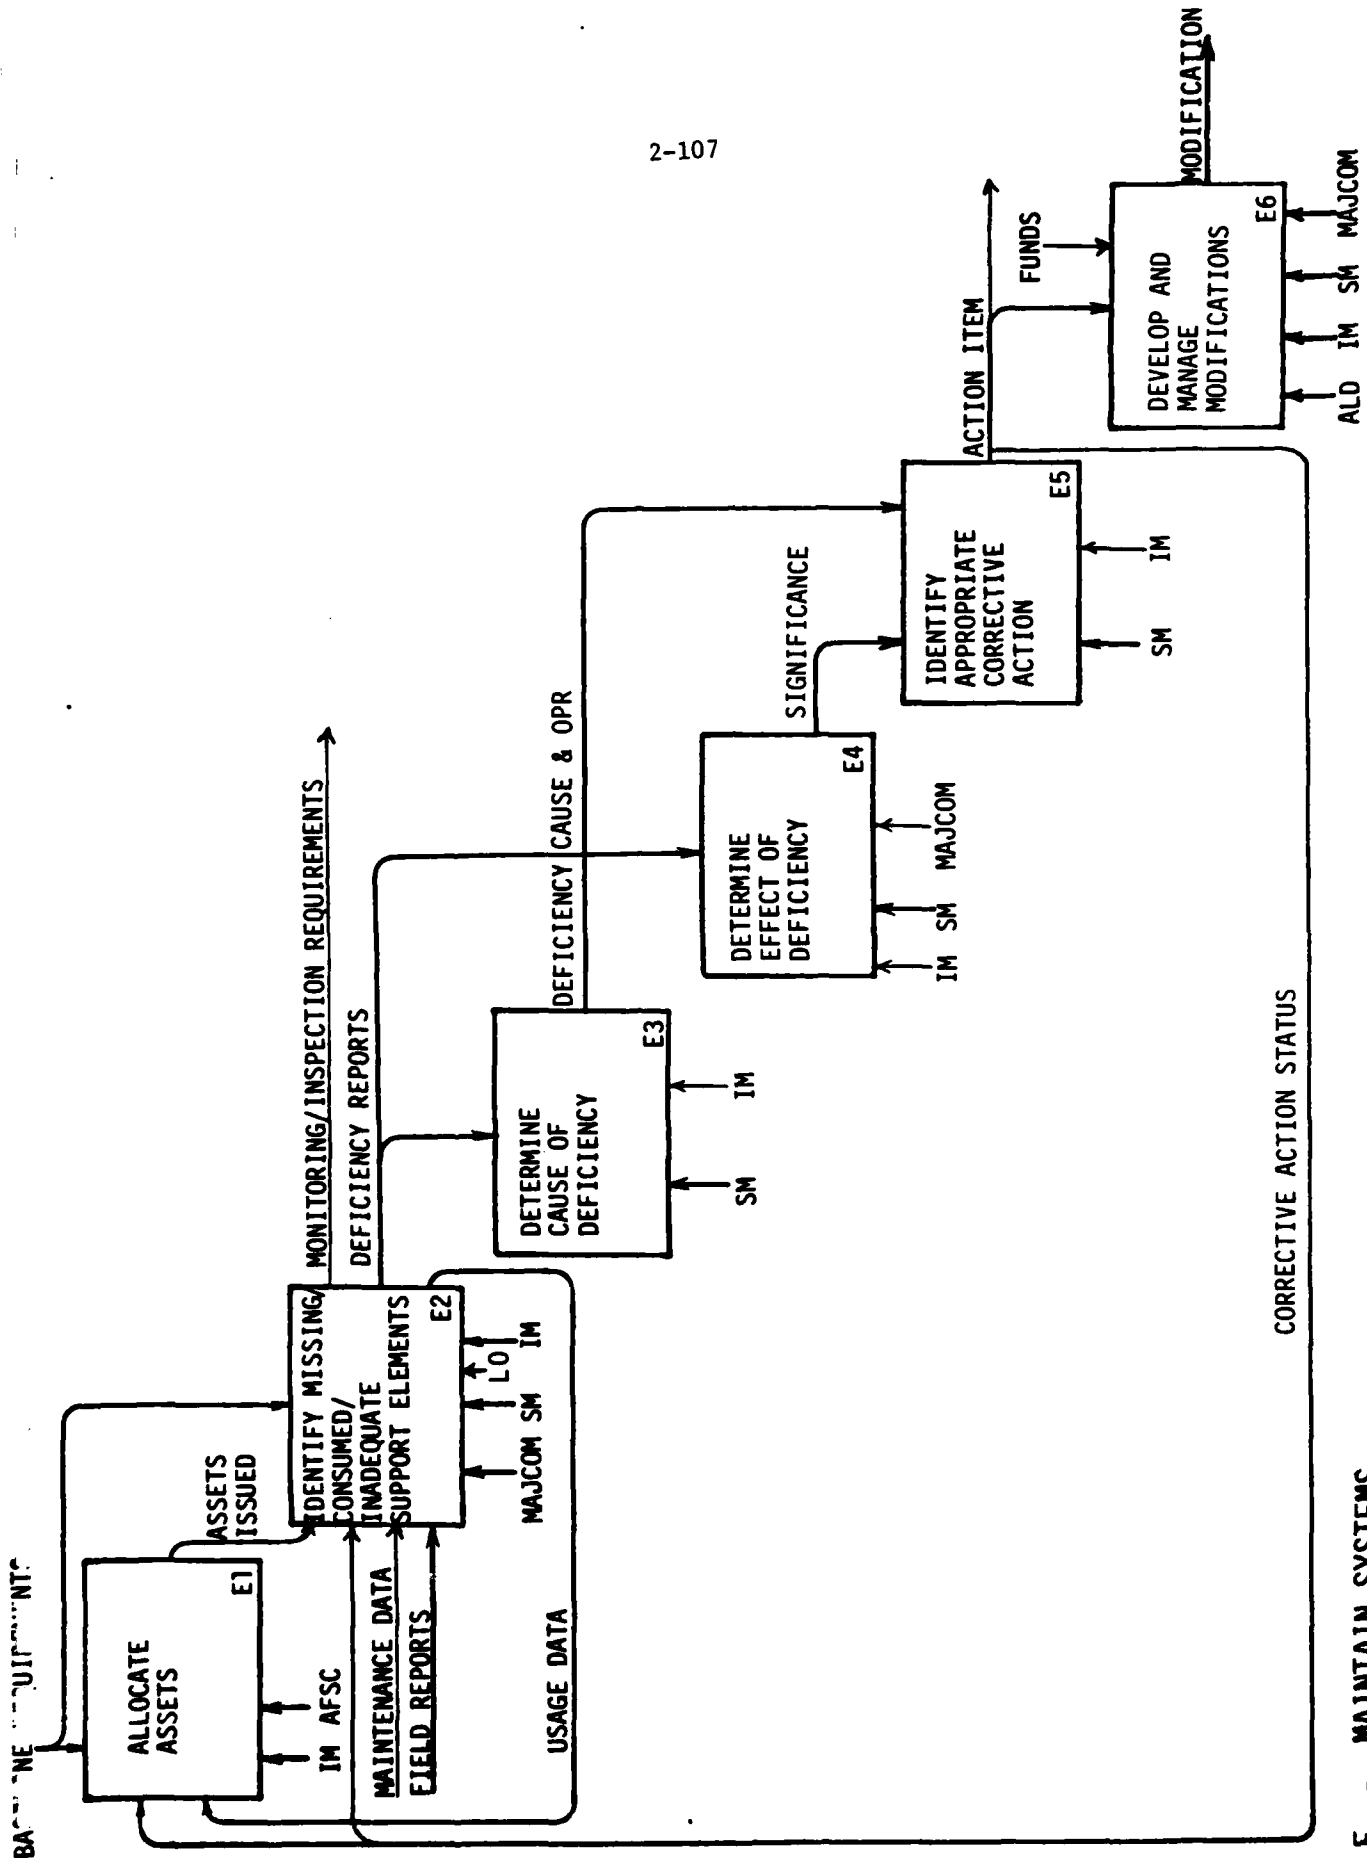 2-107
ALLOCATE
ASSETS
E1
IM AFSC
ASSETS
ISSUED
MAINTENANCE DATA
FIELD REPORTS
USAGE DATA
IDENTIFY MISSING/
CONSUMED/
INADEQUATE
SUPPORT ELEMENTS
E2
MAJCOM SM LO IM
MONITORING/INSPECTION REQUIREMENTS
DEFICIENCY REPORTS
DETERMINE
CAUSE OF
DEFICIENCY
E3
SM IM
DEFICIENCY CAUSE & OPR
DETERMINE
EFFECT OF
DEFICIENCY
E4
IM SM MAJCOM
SIGNIFICANCE
IDENTIFY
APPROPRIATE
CORRECTIVE
ACTION
E5
SM IM
ACTION ITEM
FUNDS
DEVELOP AND
MANAGE
MODIFICATIONS
E6
ALD IM SM MAJCOM
MODIFICATION
CORRECTIVE ACTION STATUS
MAINTAIN SYSTEMS